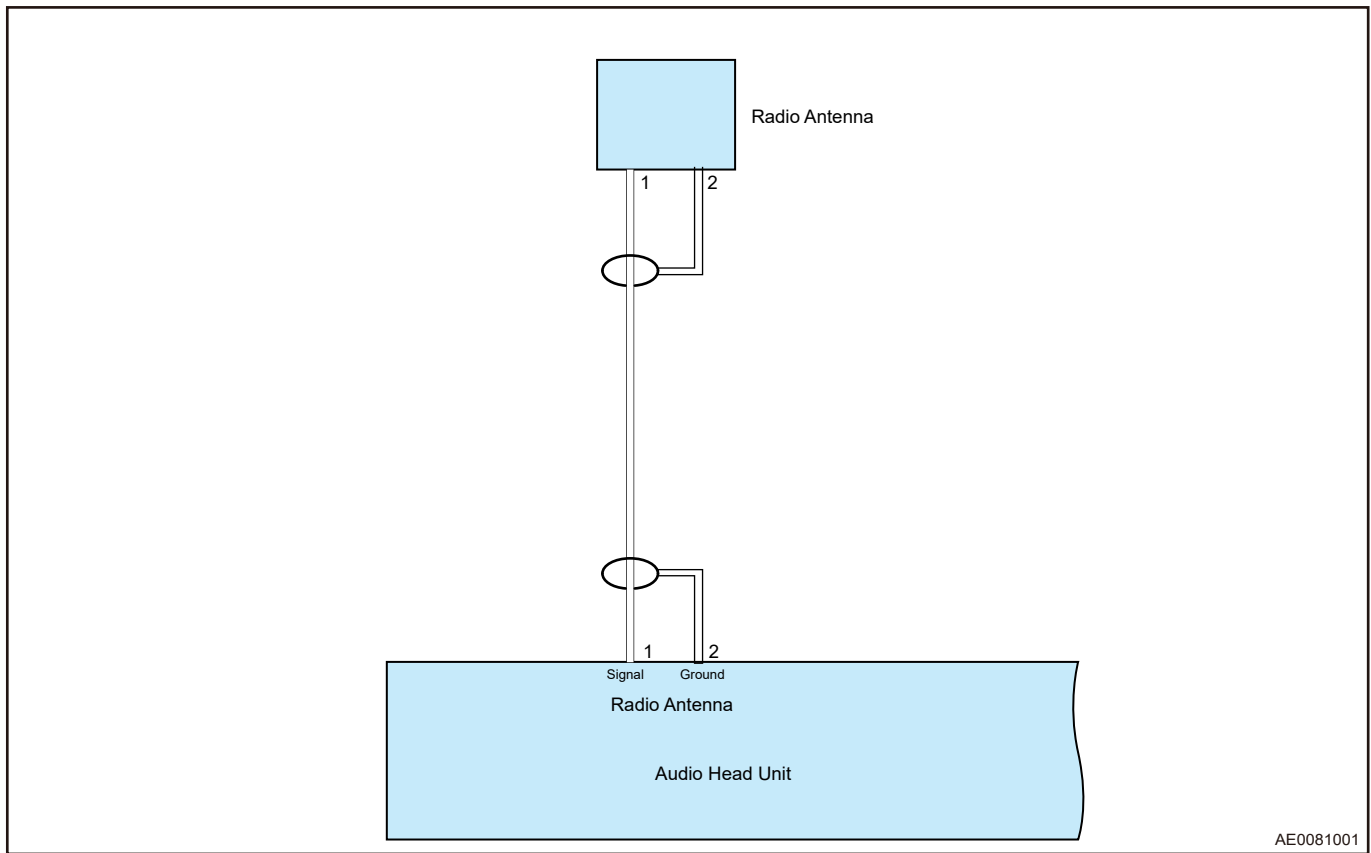 Radio Antenna
1 2
1 2
Signal Ground
Radio Antenna
Audio Head Unit
AE0081001